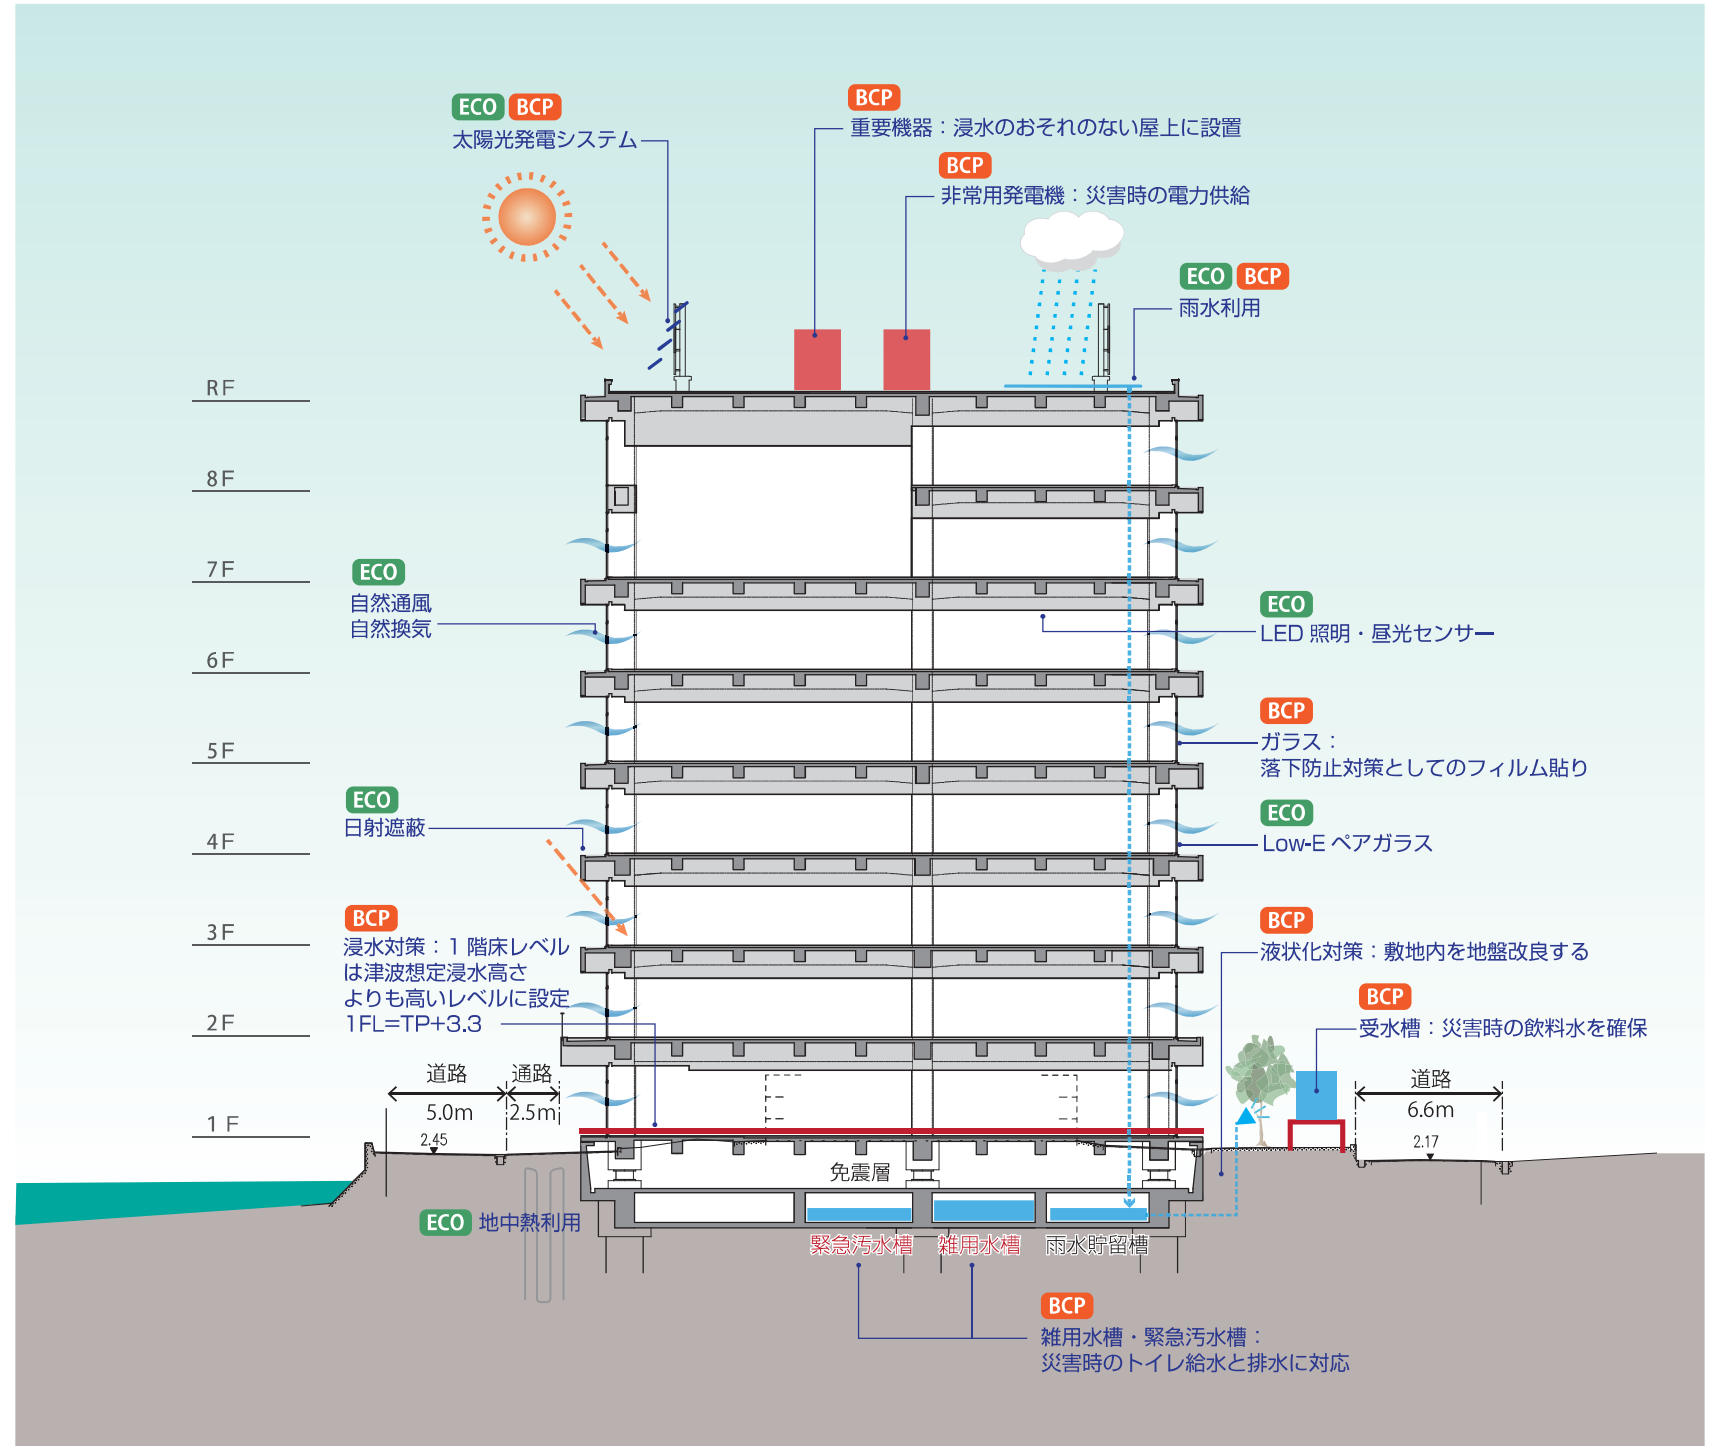 ECO BCP
太陽光発電システム
BCP
重要機器：浸水のおそれのない屋上に設置
BCP
非常用発電機：災害時の電力供給
ECO BCP
雨水利用
RF
8F
7F
6F
5F
4F
3F
2F
1F
ECO
自然通風
自然換気
ECO
日射遮蔽
BCP
浸水対策：1階床レベル
は津波想定浸水高さ
よりも高いレベルに設定
1FL=TP+3.3
ECO
LED 照明・昼光センサー
BCP
ガラス：
落下防止対策としてのフィルム貼り
ECO
Low-E ペアガラス
BCP
液状化対策：敷地内を地盤改良する
BCP
受水槽：災害時の飲料水を確保
道路
5.0m
通路
2.5m
2.45
道路
6.6m
2.17
免震層
ECO 地中熱利用
緊急汚水槽
雑用水槽
雨水貯留槽
BCP
雑用水槽・緊急汚水槽：
災害時のトイレ給水と排水に対応